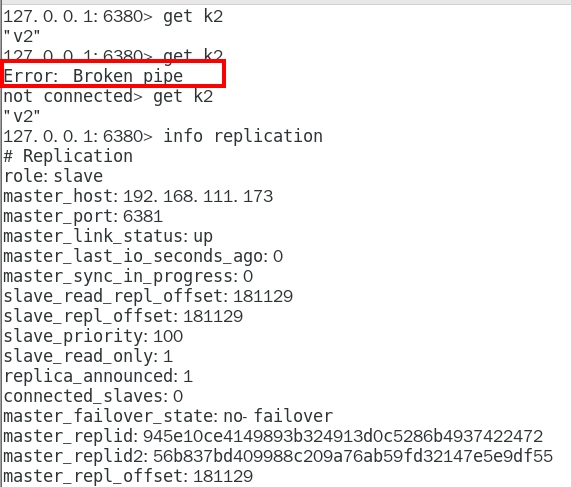 127.0.0.1:6380> get k2
"v2"
127.0.0.1:6380> get k2
Error: Broken pipe
not connected> get k2
"v2"
127.0.0.1:6380> info replication
# Replication
role:slave
master_host:192.168.111.173
master_port:6381
master_link_status:up
master_last_io_seconds_ago:0
master_sync_in_progress:0
slave_read_repl_offset:181129
slave_repl_offset:181129
slave_priority:100
slave_read_only:1
replica_announced:1
connected_slaves:0
master_failover_state:no-failover
master_replid:945e10ce4149893b324913d0c5286b4937422472
master_replid2:56b837bd409988c209a76ab59fd32147e5e9df55
master_repl_offset:181129